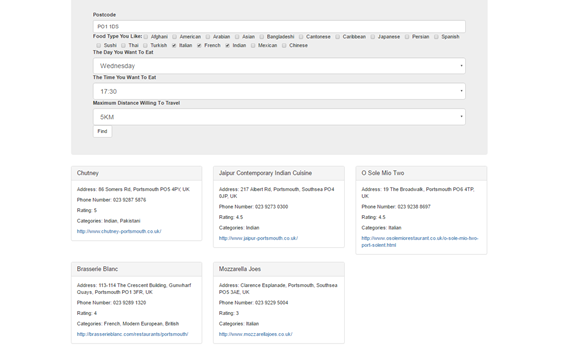 Postcode
PO1 1DS
Food Type You Like: Afghani American Arabian Asian Bangladeshi Cantonese Caribbean Japanese Persian Spanish
Sushi Thai Turkish Italian French Indian Mexican Chinese
The Day You Want To Eat
Wednesday
The Time You Want To Eat
17:30
Maximum Distance Willing To Travel
5KM
Find
Chutney
Address: 86 Somers Rd, Portsmouth PO5 4PY, UK
Phone Number: 023 9287 5876
Rating: 5
Categories: Indian, Pakistani
http://www.chutney-portsmouth.co.uk/
Jaipur Contemporary Indian Cuisine
Address: 217 Albert Rd, Portsmouth, Southsea PO4
0JP, UK
Phone Number: 023 9273 0300
Rating: 4.5
Categories: Indian
http://www.jaipur-portsmouth.co.uk/
O Sole Mio Two
Address: 19 The Broadwalk, Portsmouth PO6 4TP,
UK
Phone Number: 023 9238 8697
Rating: 4.5
Categories: Italian
http://www.osolemiorestaurant.co.uk/o-sole-mio-two-
port-solent.html
Brasserie Blanc
Address: 113-114 The Crescent Building, Gunwharf
Quays, Portsmouth PO1 3FR, UK
Phone Number: 023 9289 1320
Rating: 4
Categories: French, Modern European, British
http://brasserieblanc.com/restaurants/portsmouth/
Mozzarella Joes
Address: Clarence Esplanade, Portsmouth, Southsea
PO5 3AE, UK
Phone Number: 023 9229 5004
Rating: 3
Categories: Italian
http://www.mozzarellajoes.co.uk/